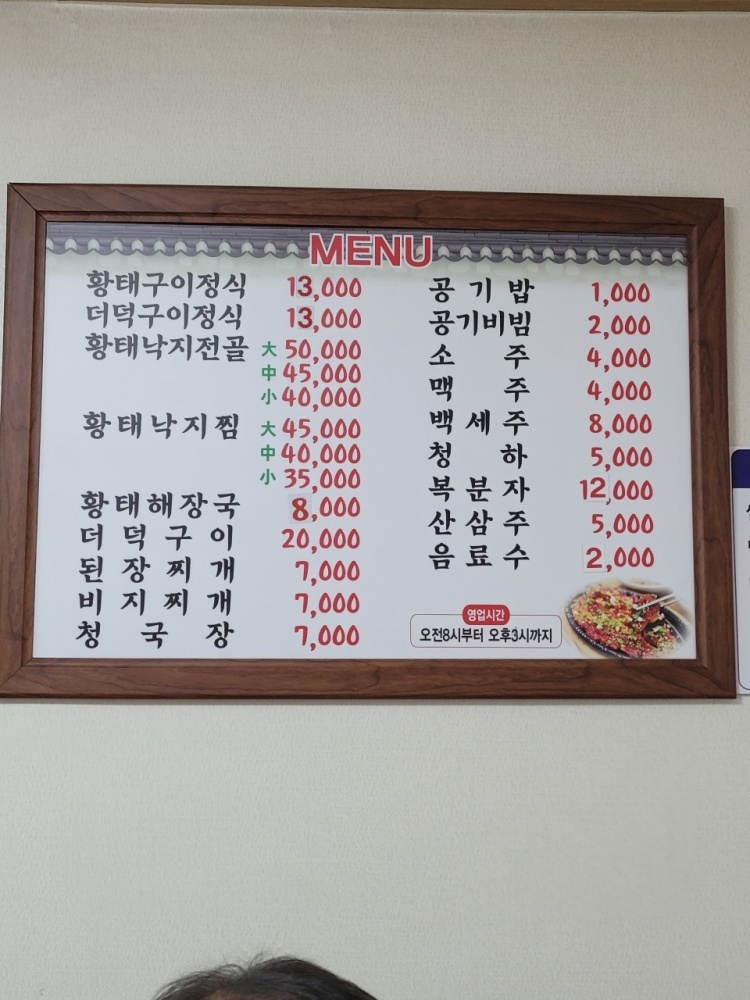 MENU
황태구이정식 13,000
더덕구이정식 13,000
황태낙지전골 大 50,000
中 45,000
小 40,000
황태낙지찜 大 45,000
中 40,000
小 35,000
황태해장국 8,000
더덕구이 20,000
된장찌개 7,000
비지찌개 7,000
청국장 7,000
공기밥 1,000
공기비빔 2,000
소주 4,000
맥주 4,000
백세주 8,000
청하 5,000
복분자 12,000
산삼주 5,000
음료수 2,000
영업시간
오전8시부터 오후3시까지